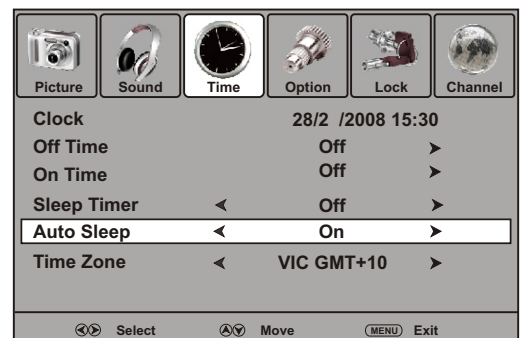 Picture Sound Time Option Lock Channel
Clock 28/2 /2008 15:30
Off Time Off
On Time Off
Sleep Timer Off
Auto Sleep On
Time Zone VIC GMT+10
Select Move MENU Exit